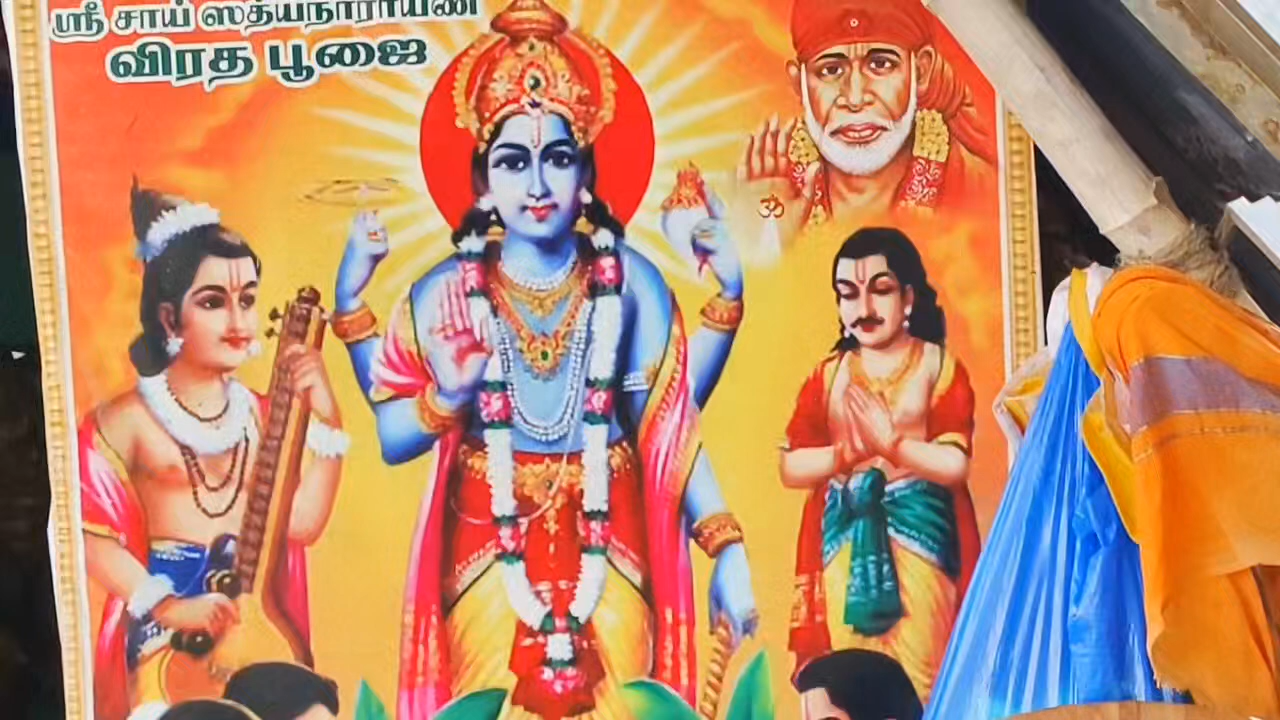 ஸ்ரீ சாய் ஸத்யநாராயண
விரத பூஜை
ॐ